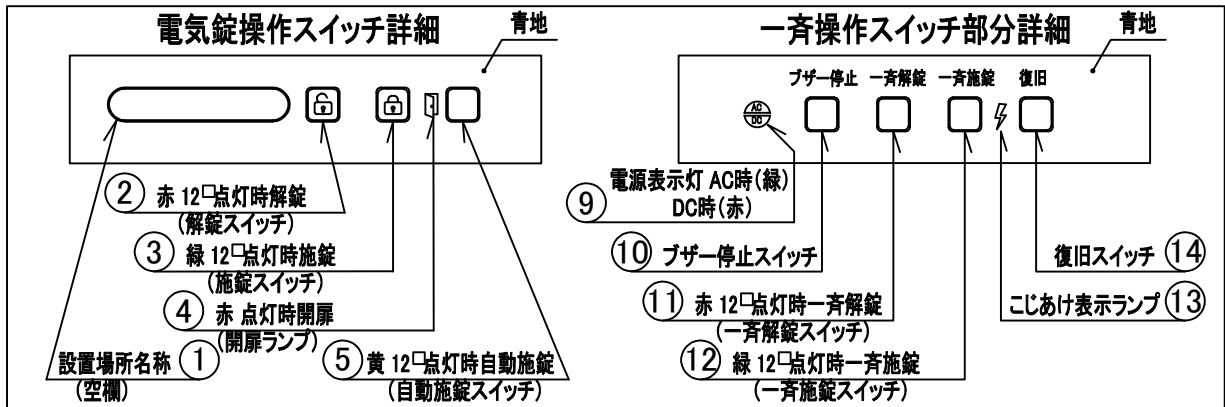 電気錠操作スイッチ詳細
青地
② 赤 12□点灯時解錠
(解錠スイッチ)
③ 緑 12□点灯時施錠
(施錠スイッチ)
④ 赤 点灯時開扉
(開扉ランプ)
設置場所名称 ①
(空欄)
⑤ 黄 12□点灯時自動施錠
(自動施錠スイッチ)
一斉操作スイッチ部分詳細
青地
ブザー停止 一斉解錠 一斉施錠 復旧
AC
DC
⑨ 電源表示灯 AC時(緑)
DC時(赤)
⑩ ブザー停止スイッチ
復旧スイッチ ⑭
⑪ 赤 12□点灯時一斉解錠
(一斉解錠スイッチ)
こじあけ表示ランプ ⑬
⑫ 緑 12□点灯時一斉施錠
(一斉施錠スイッチ)